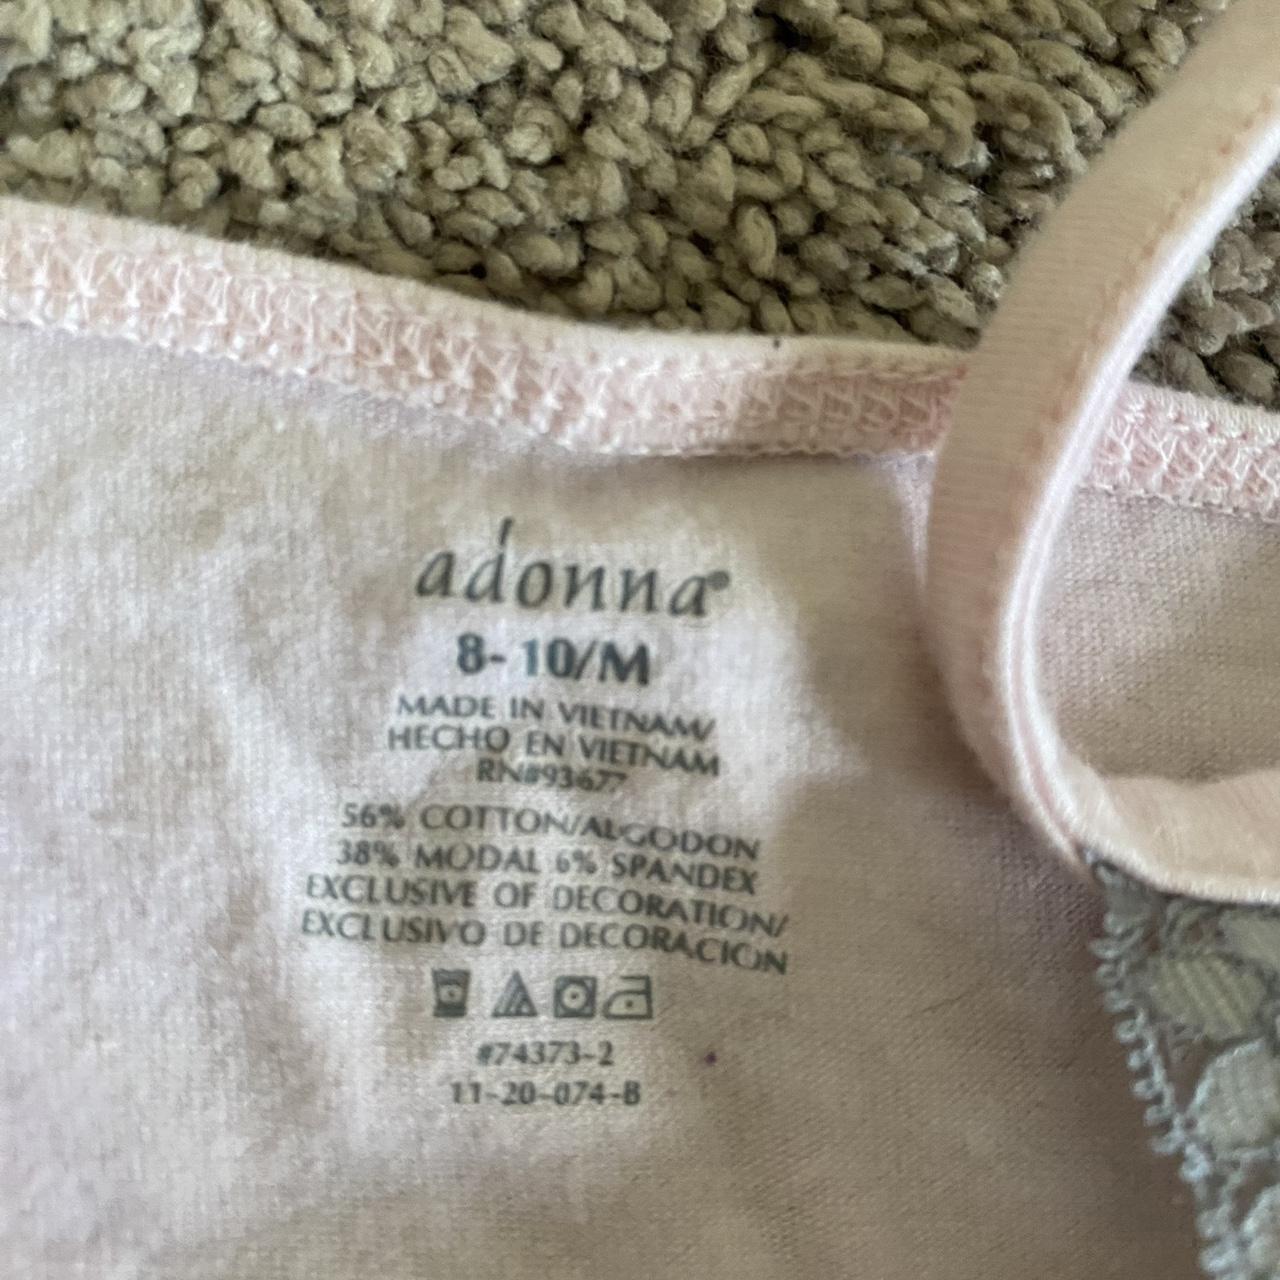 adonna®
8-10/M
MADE IN VIETNAM/
HECHO EN VIETNAM
RN#93677
56% COTTON/ALGODON
38% MODAL 6% SPANDEX
EXCLUSIVE OF DECORATION/
EXCLUSIVO DE DECORACION
#74373-2
11-20-074-B